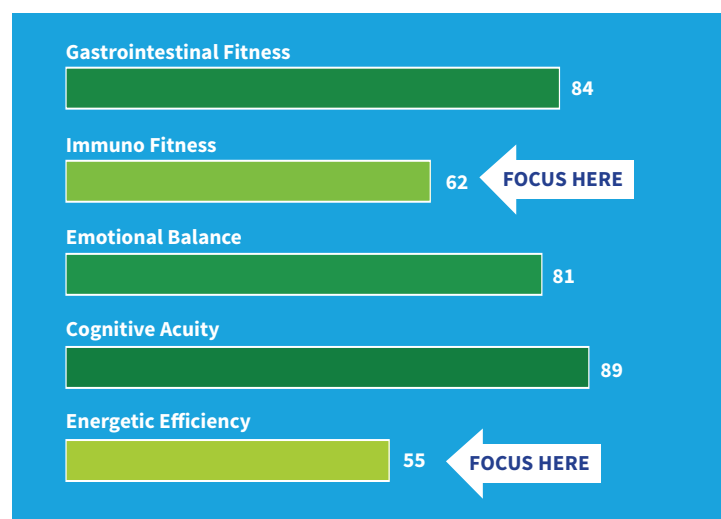 Gastrointestinal Fitness
84
Immuno Fitness
62
FOCUS HERE
Emotional Balance
81
Cognitive Acuity
89
Energetic Efficiency
55
FOCUS HERE